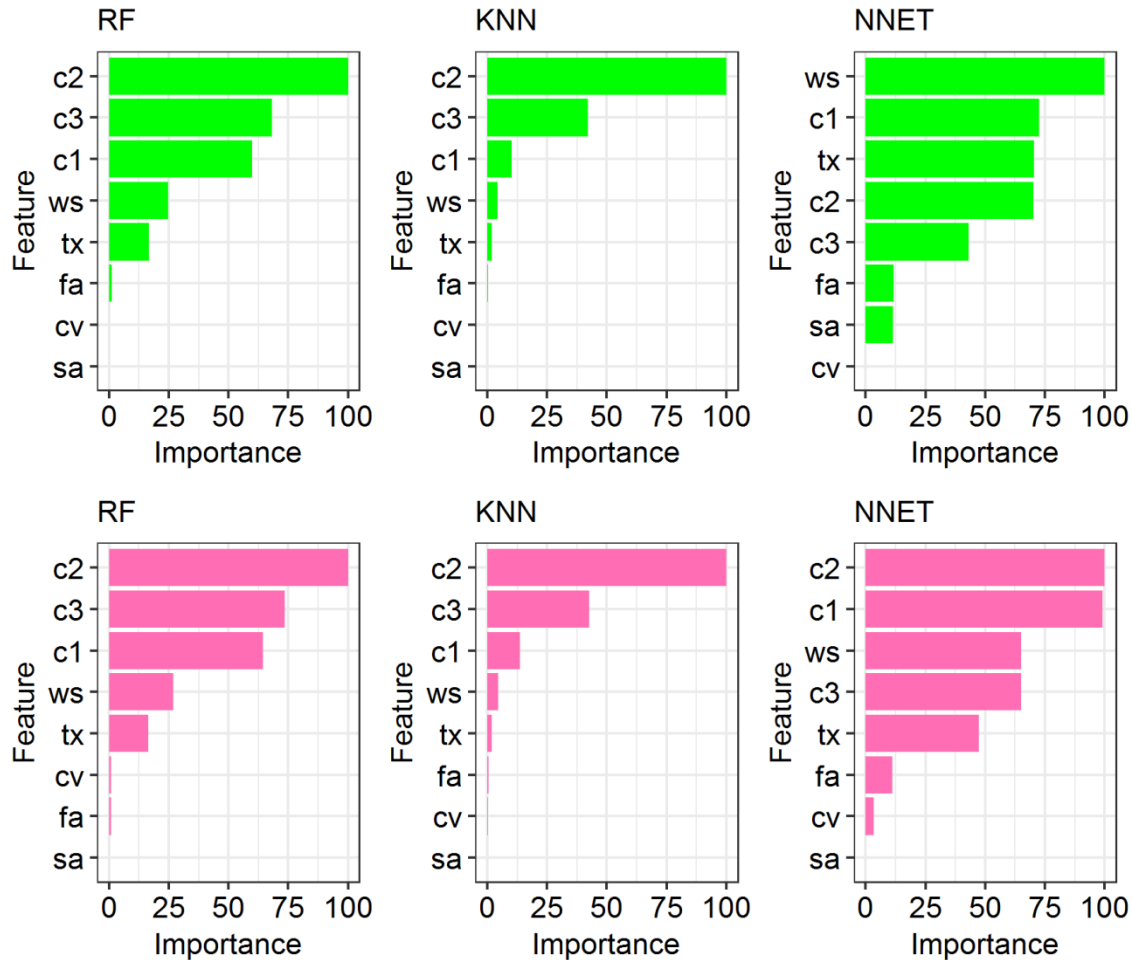 RF
KNN
NNET
Feature
c2
c3
c1
ws
tx
fa
cv
sa
0 25 50 75 100
Importance
Feature
c2
c3
c1
ws
tx
fa
cv
sa
0 25 50 75 100
Importance
Feature
ws
c1
tx
c2
c3
fa
sa
cv
0 25 50 75 100
Importance
RF
KNN
NNET
Feature
c2
c3
c1
ws
tx
cv
fa
sa
0 25 50 75 100
Importance
Feature
c2
c3
c1
ws
tx
fa
cv
sa
0 25 50 75 100
Importance
Feature
c2
c1
ws
c3
tx
fa
cv
sa
0 25 50 75 100
Importance